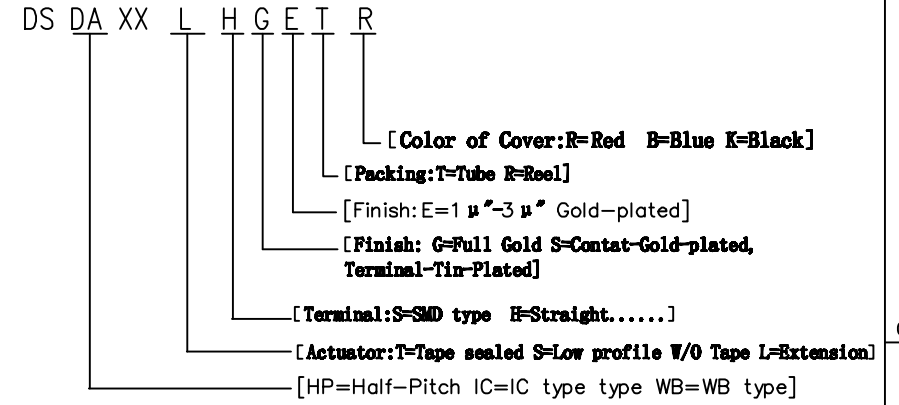 DS DA XX L H G E T R
[Color of Cover:R=Red B=Blue K=Black]
[Packing:T=Tube R=Reel]
[Finish:E=1 μ″-3 μ″ Gold-plated]
[Finish: G=Full Gold S=Contat-Gold-plated,
Terminal-Tin-Plated]
[Terminal:S=SMD type H=Straight......]
[Actuator:T=Tape sealed S=Low profile W/O Tape L=Extension]
[HP=Half-Pitch IC=IC type type WB=WB type]